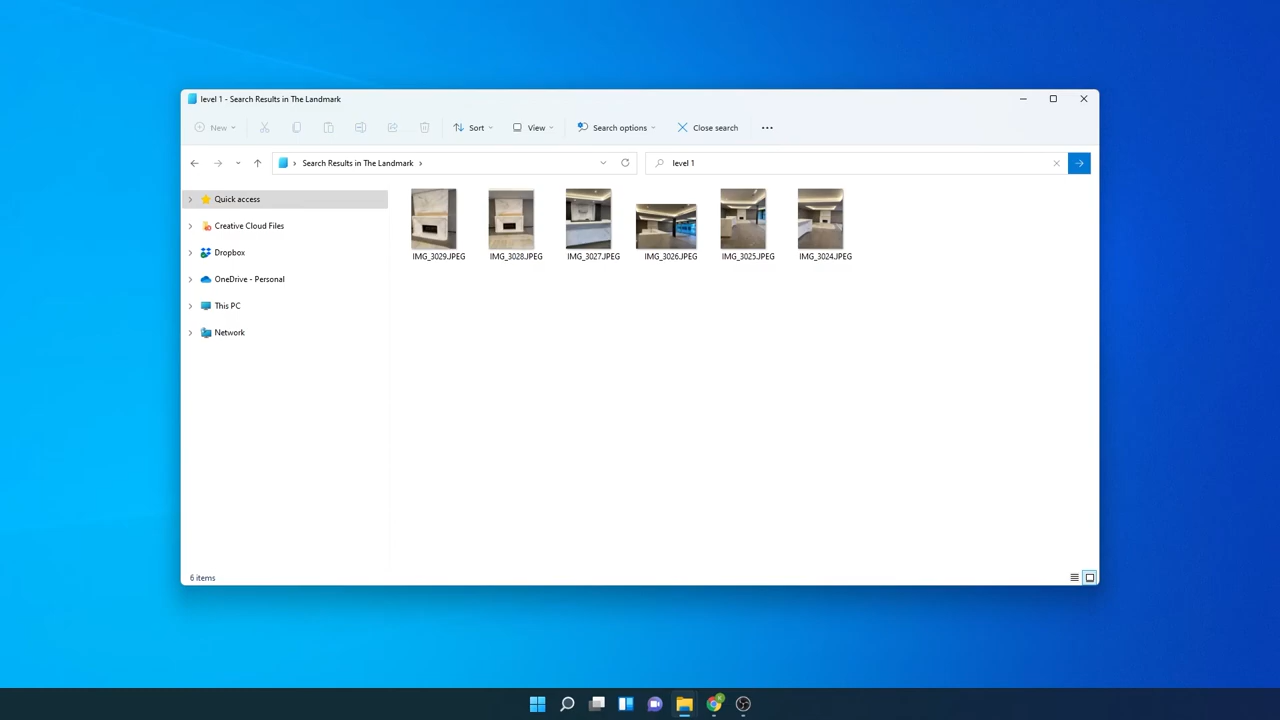 level 1 - Search Results in The Landmark
New
Sort
View
Search options
Close search
Search Results in The Landmark
level 1
Quick access
Creative Cloud Files
Dropbox
OneDrive - Personal
This PC
Network
IMG_3029.JPEG
IMG_3028.JPEG
IMG_3027.JPEG
IMG_3026.JPEG
IMG_3025.JPEG
IMG_3024.JPEG
6 items